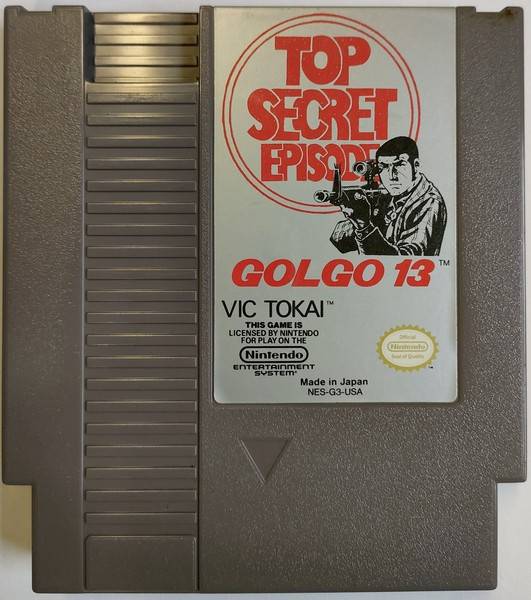 TOP
SECRET
EPISODE
GOLGO 13™
VIC TOKAI™
THIS GAME IS
LICENSED BY NINTENDO
FOR PLAY ON THE
Nintendo
ENTERTAINMENT
SYSTEM®
Official
Nintendo
Seal of Quality
™
Made in Japan
NES-G3-USA